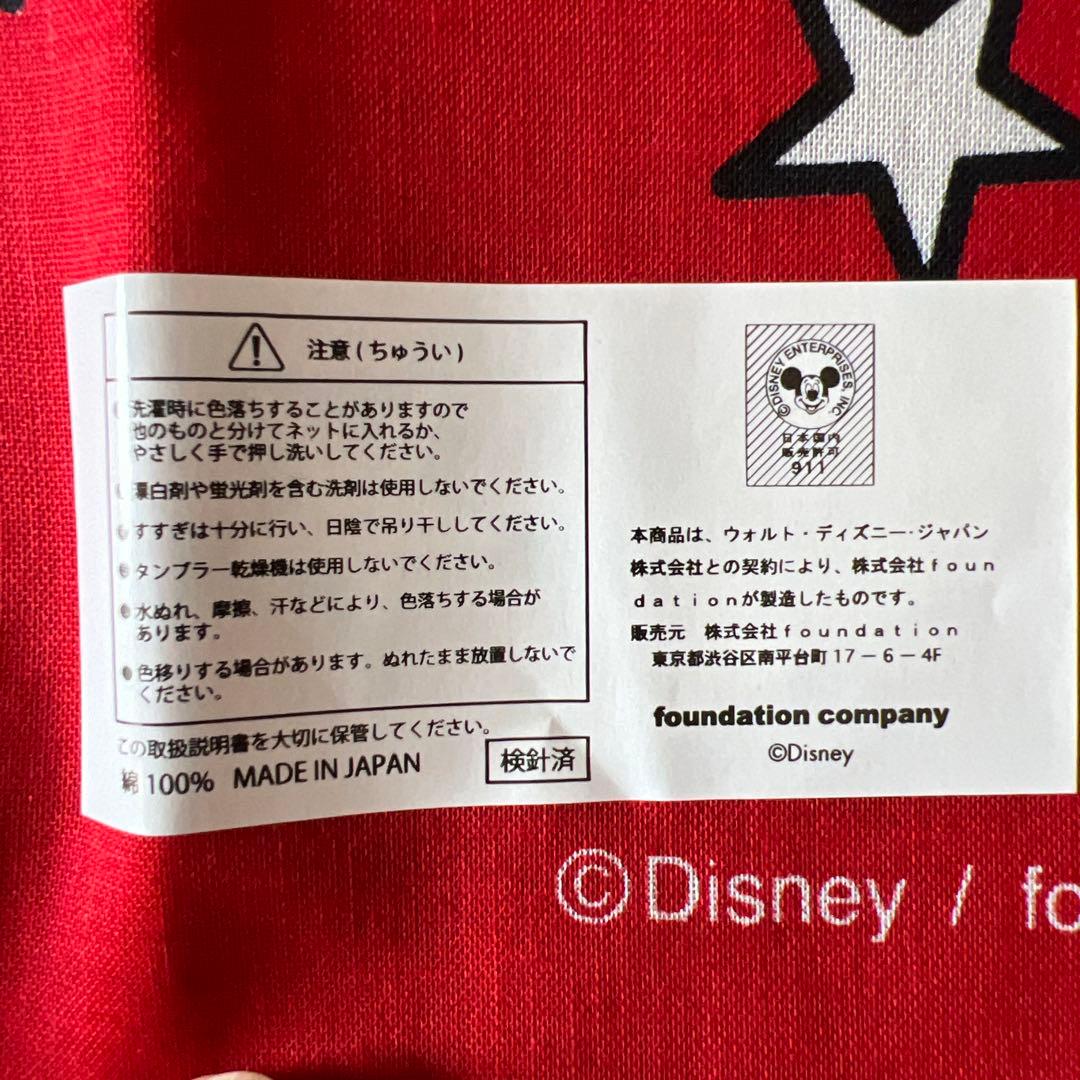 注意(ちゅうい)
洗濯時に色落ちすることがありますので
他のものと分けてネットに入れるか、
やさしく手で押し洗いしてください。
漂白剤や蛍光剤を含む洗剤は使用しないでください。
すすぎは十分に行い、日陰で吊り干ししてください。
●タンブラー乾燥機は使用しないでください。
●水ぬれ、摩擦、汗などにより、色落ちする場合が
あります。
●色移りする場合があります。ぬれたまま放置しないで
ください。
この取扱説明書を大切に保管してください。
綿100% MADE IN JAPAN
検針済
©DISNEY ENTERPRISES, INC.
日本国内
販売許可
911
本商品は、ウォルト・ディズニー・ジャパン
株式会社との契約により、株式会社ｆｏｕｎ
ｄａｔｉｏｎが製造したものです。
販売元　株式会社ｆｏｕｎｄａｔｉｏｎ
東京都渋谷区南平台町17－6－4F
foundation company
©Disney
©Disney / fo